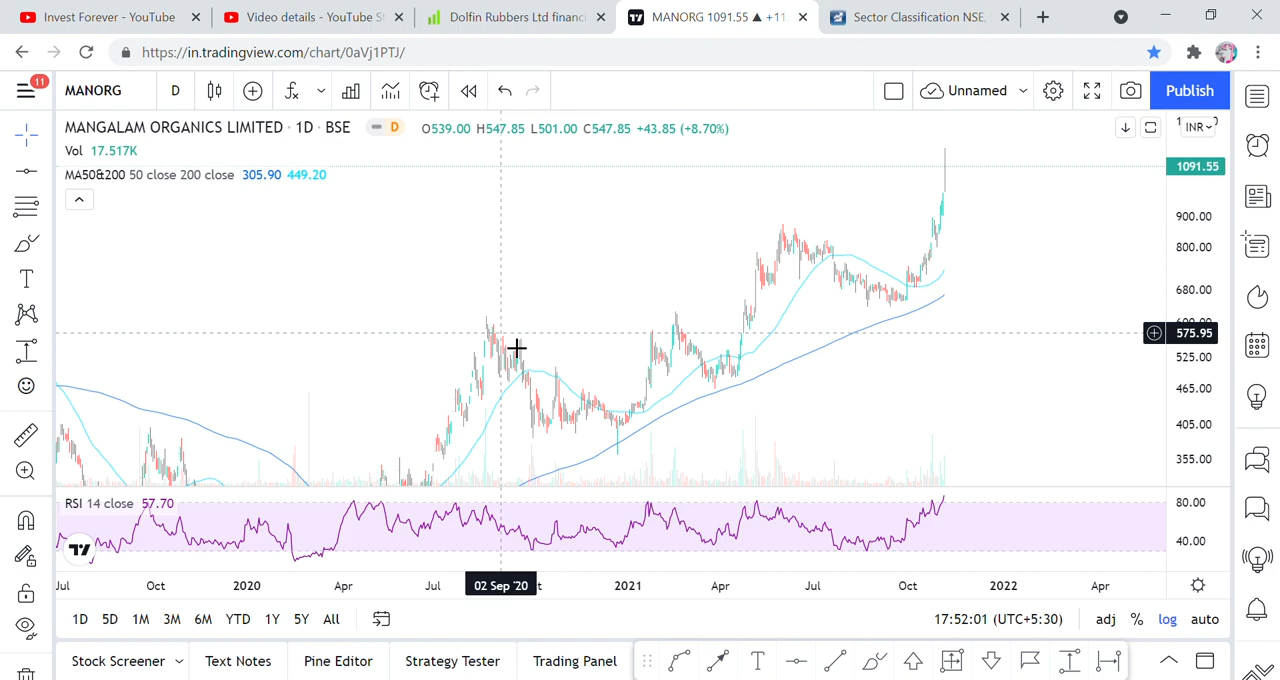 Invest Forever - YouTube
Video details - YouTube St
Dolfin Rubbers Ltd financi
MANORG 1091.55 ▲ +11.
Sector Classification NSE,
https://in.tradingview.com/chart/0aVj1PTJ/
11
MANORG
D
Unnamed
Publish
MANGALAM ORGANICS LIMITED · 1D · BSE
D
O539.00 H547.85 L501.00 C547.85 +43.85 (+8.70%)
INR
Vol 17.517K
1091.55
MA50&200 50 close 200 close 305.90 449.20
900.00
800.00
680.00
600.00
575.95
525.00
465.00
405.00
355.00
RSI 14 close 57.70
80.00
40.00
Jul
Oct
2020
Apr
Jul
02 Sep '20
2021
Apr
Jul
Oct
2022
Apr
1D 5D 1M 3M 6M YTD 1Y 5Y All
17:52:01 (UTC+5:30)
adj % log auto
Stock Screener
Text Notes
Pine Editor
Strategy Tester
Trading Panel